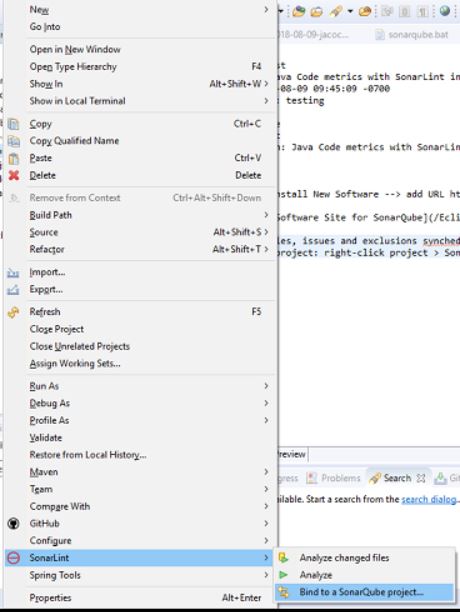 New
Go Into
Open in New Window
Open Type Hierarchy F4
Show In Alt+Shift+W
Show in Local Terminal
Copy Ctrl+C
Copy Qualified Name
Paste Ctrl+V
Delete Delete
Remove from Context Ctrl+Alt+Shift+Down
Build Path
Source Alt+Shift+S
Refactor Alt+Shift+T
Import...
Export...
Refresh F5
Close Project
Close Unrelated Projects
Assign Working Sets...
Run As
Debug As
Profile As
Validate
Restore from Local History...
Maven
Team
Compare With
GitHub
Configure
SonarLint
Spring Tools
Properties Alt+Enter
Analyze changed files
Analyze
Bind to a SonarQube project...
18-08-09-jacoc... sonarqube.bat
st
ava Code metrics with SonarLint in
-08-09 09:45:09 -0700
: testing
: Java Code metrics with SonarLin
nstall New Software --> add URL ht
Software Site for SonarQube](/Ecli
les, issues and exclusions synched
project: right-click project > Son
review
gress Problems Search Git
ilable. Start a search from the search dialog...